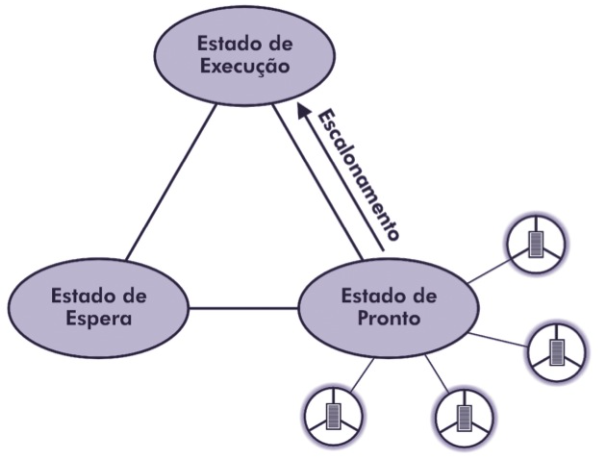 Estado de
Execução
Escalonamento
Estado de
Espera
Estado de
Pronto